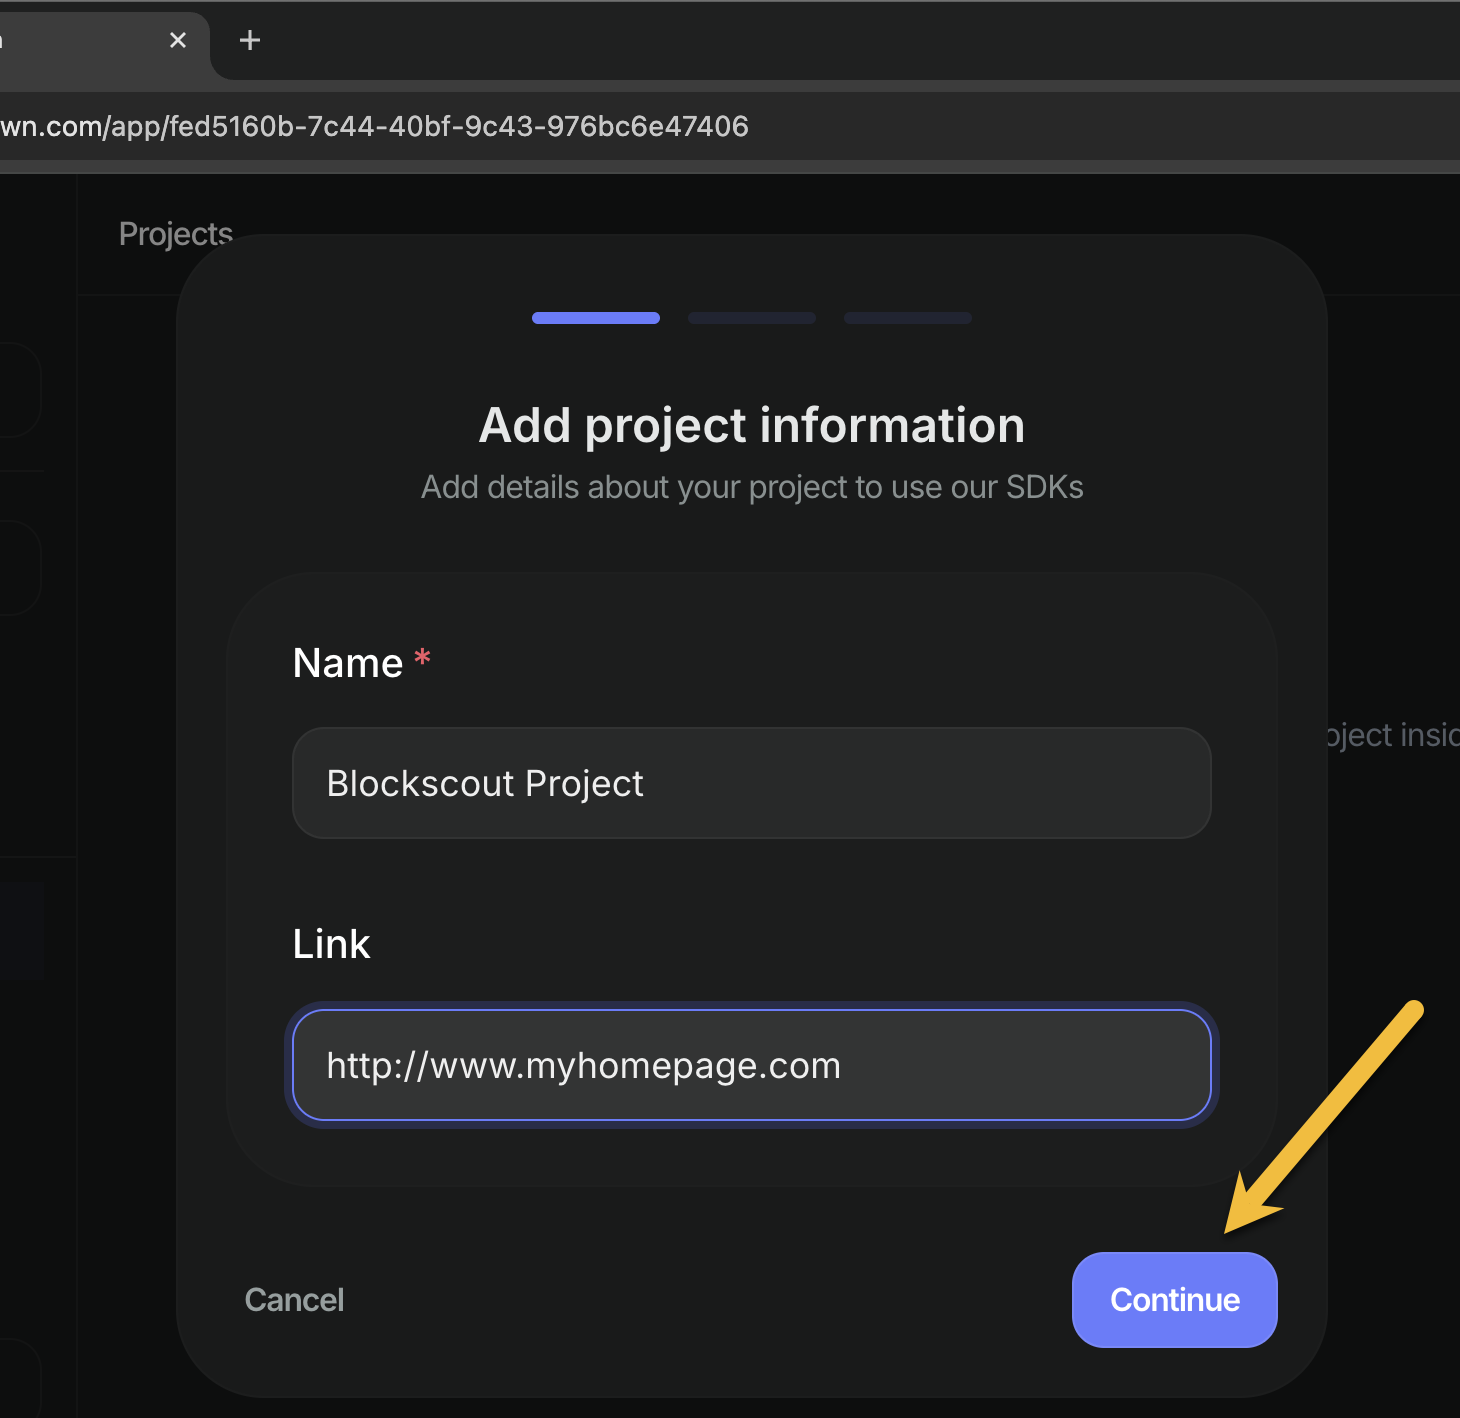 wn.com/app/fed5160b-7c44-40bf-9c43-976bc6e47406
Projects
Add project information
Add details about your project to use our SDKs
Name *
Blockscout Project
oject insid
Link
http://www.myhomepage.com
Cancel
Continue